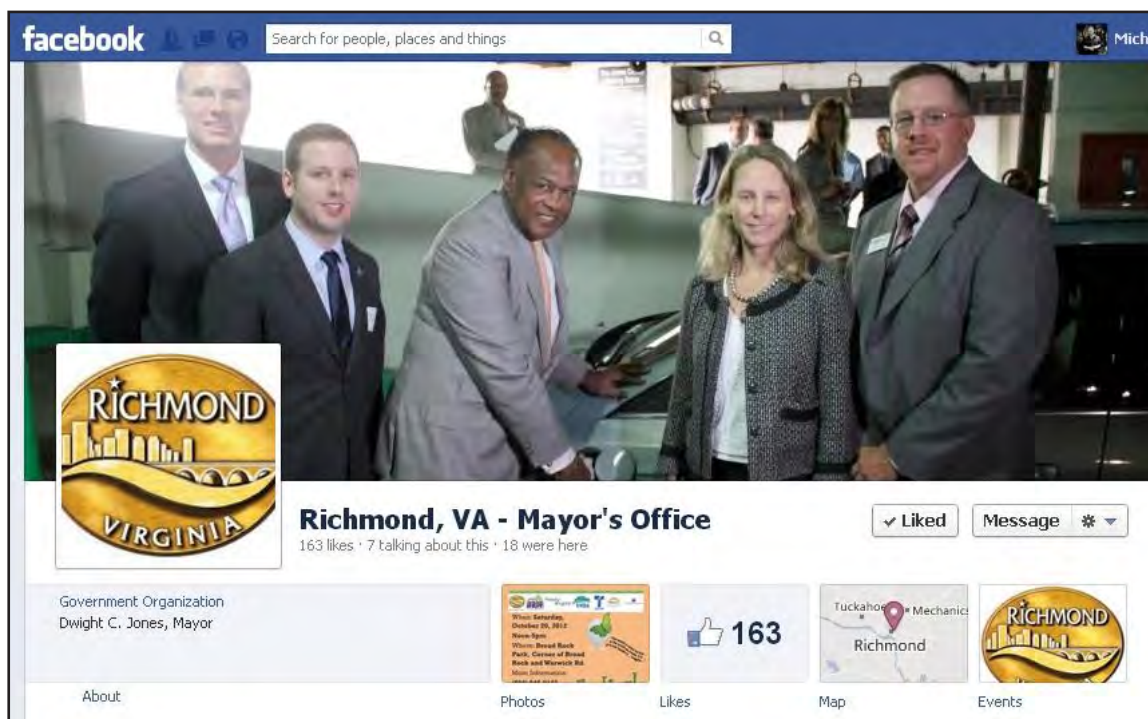 facebook
Search for people, places and things
Mich
RICHMOND
VIRGINIA
Richmond, VA - Mayor's Office
163 likes · 7 talking about this · 18 were here
✓ Liked
Message
Government Organization
Dwight C. Jones, Mayor
About
When: Saturday,
October 20, 2012
Noon-5pm
Where: Broad Rock
Park, Corner of Broad
Rock and Warwick Rd.
More Information:
Photos
163
Likes
Tuckahoe
Mechanics
Richmond
Map
RICHMOND
VIRGINIA
Events